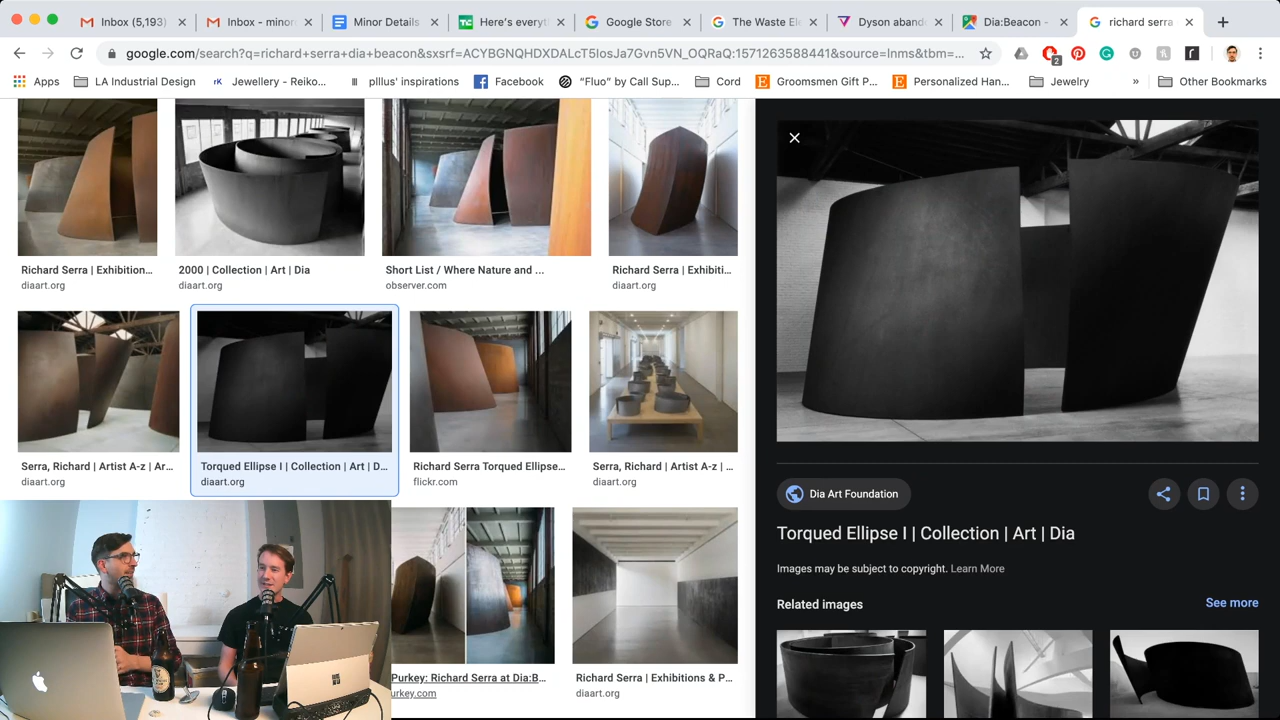 Inbox (5,193)
Inbox - minor
Minor Details
Here's every
Google Store
The Waste Ele
Dyson aband
Dia:Beacon -
richard serra
google.com/search?q=richard+serra+dia+beacon&sxsrf=ACYBGNQHDXDALcT5IosJa7Gvn5VN_OQRaQ:1571263588441&source=lnms&tbm=...
2
Apps
LA Industrial Design
rK
Jewellery - Reiko...
plllus' inspirations
Facebook
"Fluo" by Call Sup...
Cord
Groomsmen Gift P...
Personalized Han...
Jewelry
»
Other Bookmarks
Richard Serra | Exhibition...
diaart.org
2000 | Collection | Art | Dia
diaart.org
Short List / Where Nature and ...
observer.com
Richard Serra | Exhibiti...
diaart.org
Serra, Richard | Artist A-z | Ar...
diaart.org
Torqued Ellipse I | Collection | Art | D...
diaart.org
Richard Serra Torqued Ellipse...
flickr.com
Serra, Richard | Artist A-z | ...
diaart.org
Purkey: Richard Serra at Dia:B...
urkey.com
Richard Serra | Exhibitions & P...
diaart.org
Dia Art Foundation
Torqued Ellipse I | Collection | Art | Dia
Images may be subject to copyright. Learn More
Related images
See more